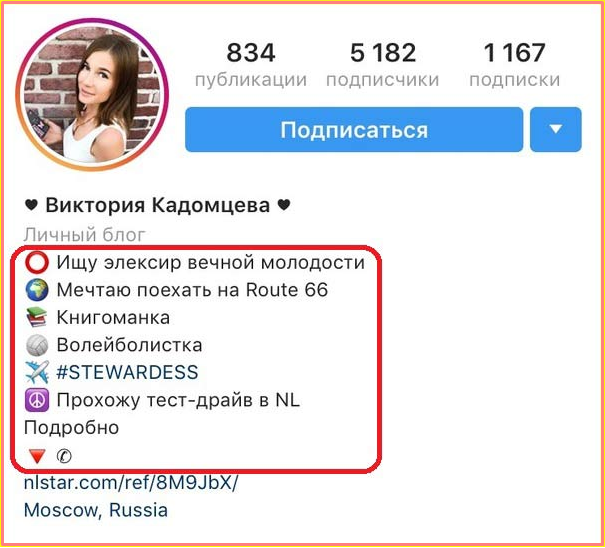 834 5 182 1 167
публикации подписчики подписки
Подписаться
♥ Виктория Кадомцева ♥
Личный блог
⭕ Ищу элексир вечной молодости
🌍 Мечтаю поехать на Route 66
📚 Книгоманка
🏐 Волейболистка
✈️ #STEWARDESS
☮️ Прохожу тест-драйв в NL
Подробно
🔻 ✆
nlstar.com/ref/8M9JbX/
Moscow, Russia